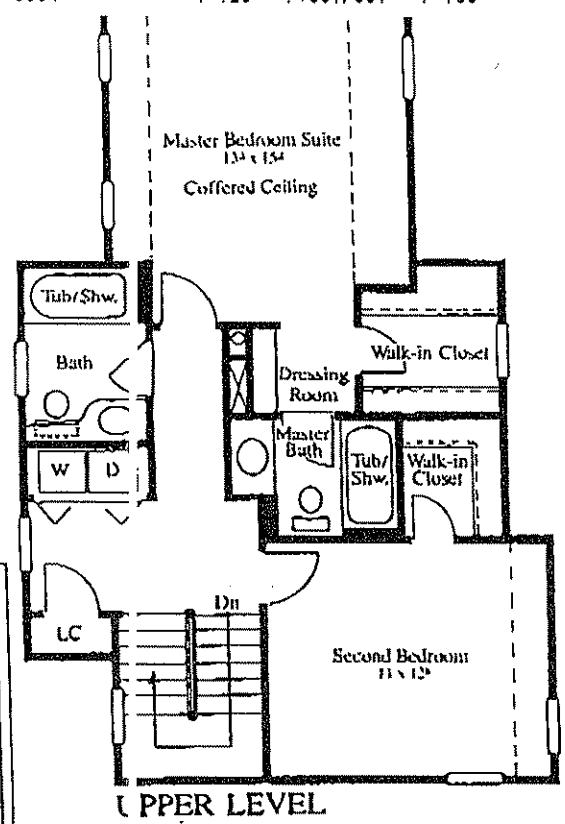 Master Bedroom Suite
Coffered Ceiling
Tub/Shw.
Bath
Walk-in Closet
Dressing
Room
Master
Bath
Tub/
Shw.
Walk-in
Closet
W
D
Dn
LC
Second Bedroom
UPPER LEVEL